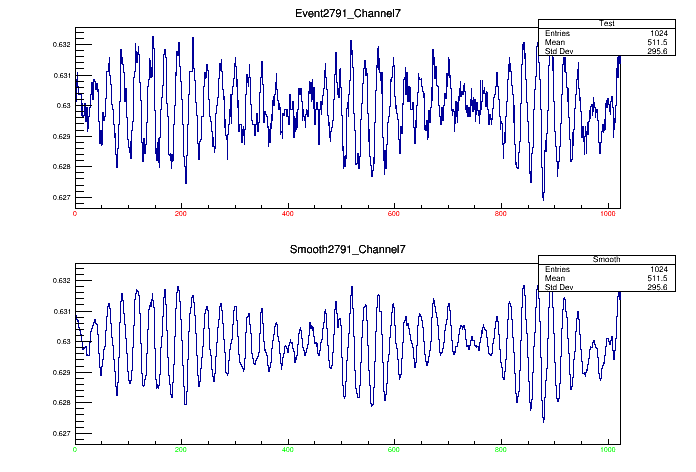 Event2791_Channel7
Test
Entries 1024
Mean 511.5
Std Dev 295.6
0.632
0.631
0.63
0.629
0.628
0.627
0 200 400 600 800 1000
Smooth2791_Channel7
Smooth
Entries 1024
Mean 511.5
Std Dev 295.6
0.632
0.631
0.63
0.629
0.628
0.627
0 200 400 600 800 1000